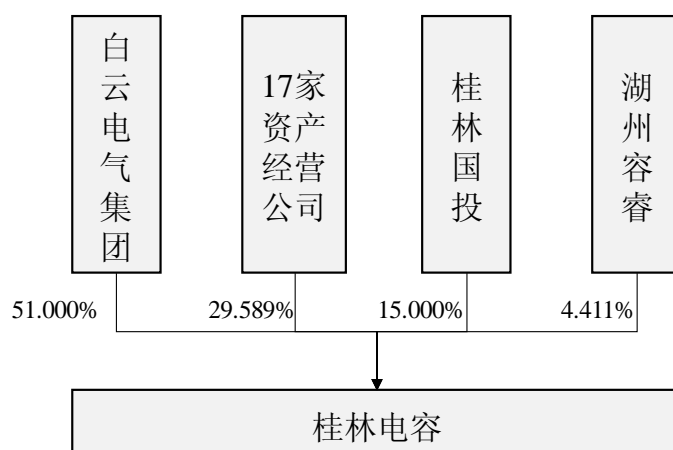 白云电气集团
17家
资产
经营
公司
桂林国投
湖州容睿
51.000%
29.589%
15.000%
4.411%
桂林电容